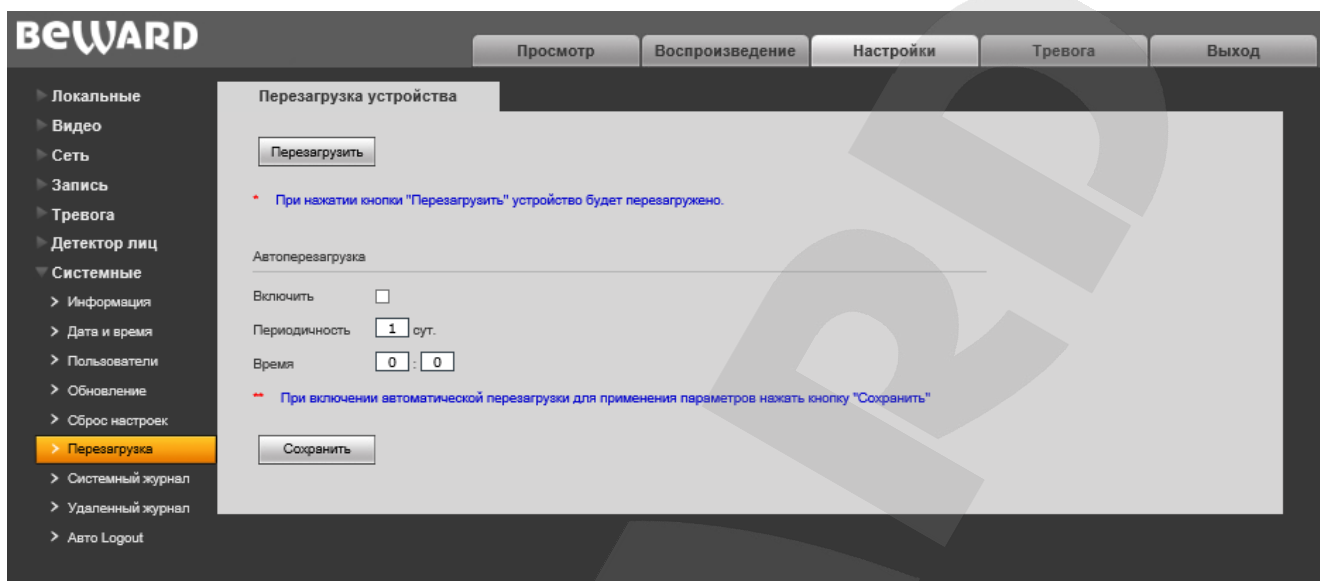 BEWARD
Просмотр Воспроизведение Настройки Тревога Выход
Локальные
Видео
Сеть
Запись
Тревога
Детектор лиц
Системные
> Информация
> Дата и время
> Пользователи
> Обновление
> Сброс настроек
> Перезагрузка
> Системный журнал
> Удаленный журнал
> Авто Logout
Перезагрузка устройства
Перезагрузить
* При нажатии кнопки "Перезагрузить" устройство будет перезагружено.
Автоперезагрузка
Включить
Периодичность 1 сут.
Время 0 : 0
** При включении автоматической перезагрузки для применения параметров нажать кнопку "Сохранить"
Сохранить